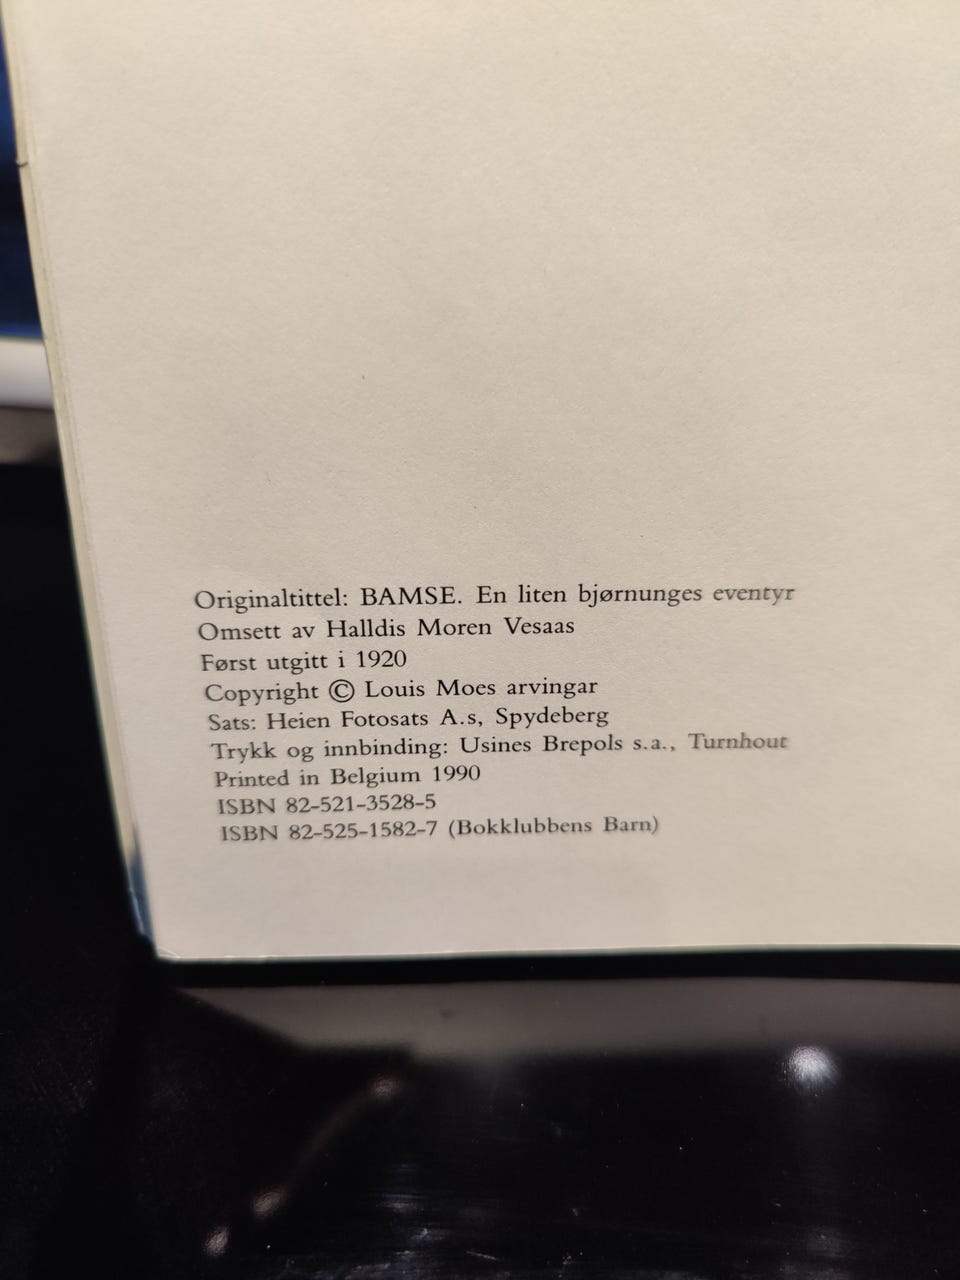 Originaltittel: BAMSE. En liten bjørnunges eventyr
Omsett av Halldis Moren Vesaas
Først utgitt i 1920
Copyright © Louis Moes arvingar
Sats: Heien Fotosats A.s, Spydeberg
Trykk og innbinding: Usines Brepols s.a., Turnhout
Printed in Belgium 1990
ISBN 82-521-3528-5
ISBN 82-525-1582-7 (Bokklubbens Barn)